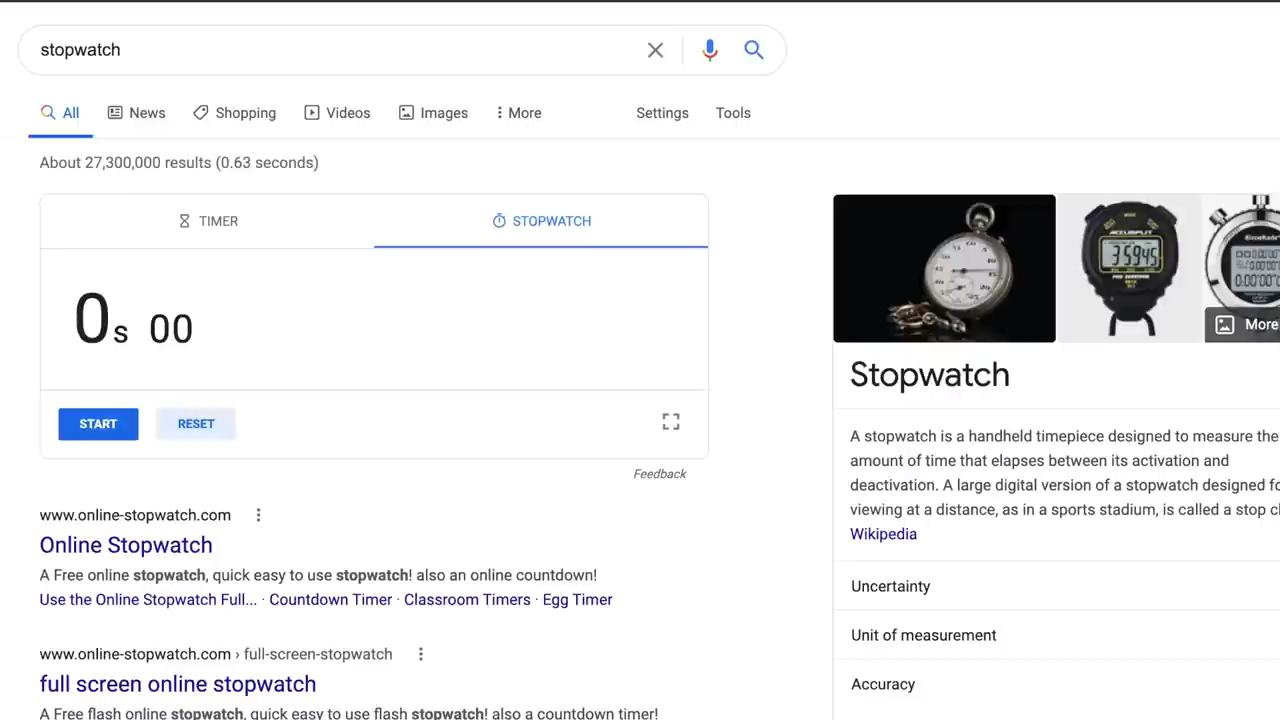 stopwatch
All News Shopping Videos Images More Settings Tools
About 27,300,000 results (0.63 seconds)
TIMER STOPWATCH
0s 00
START RESET
Feedback
www.online-stopwatch.com
Online Stopwatch
A Free online stopwatch, quick easy to use stopwatch! also an online countdown!
Use the Online Stopwatch Full... · Countdown Timer · Classroom Timers · Egg Timer
www.online-stopwatch.com › full-screen-stopwatch
full screen online stopwatch
A Free flash online stopwatch, quick easy to use flash stopwatch! also a countdown timer!
ACCUSPLIT
35945
More
Stopwatch
A stopwatch is a handheld timepiece designed to measure the
amount of time that elapses between its activation and
deactivation. A large digital version of a stopwatch designed fo
viewing at a distance, as in a sports stadium, is called a stop c
Wikipedia
Uncertainty
Unit of measurement
Accuracy